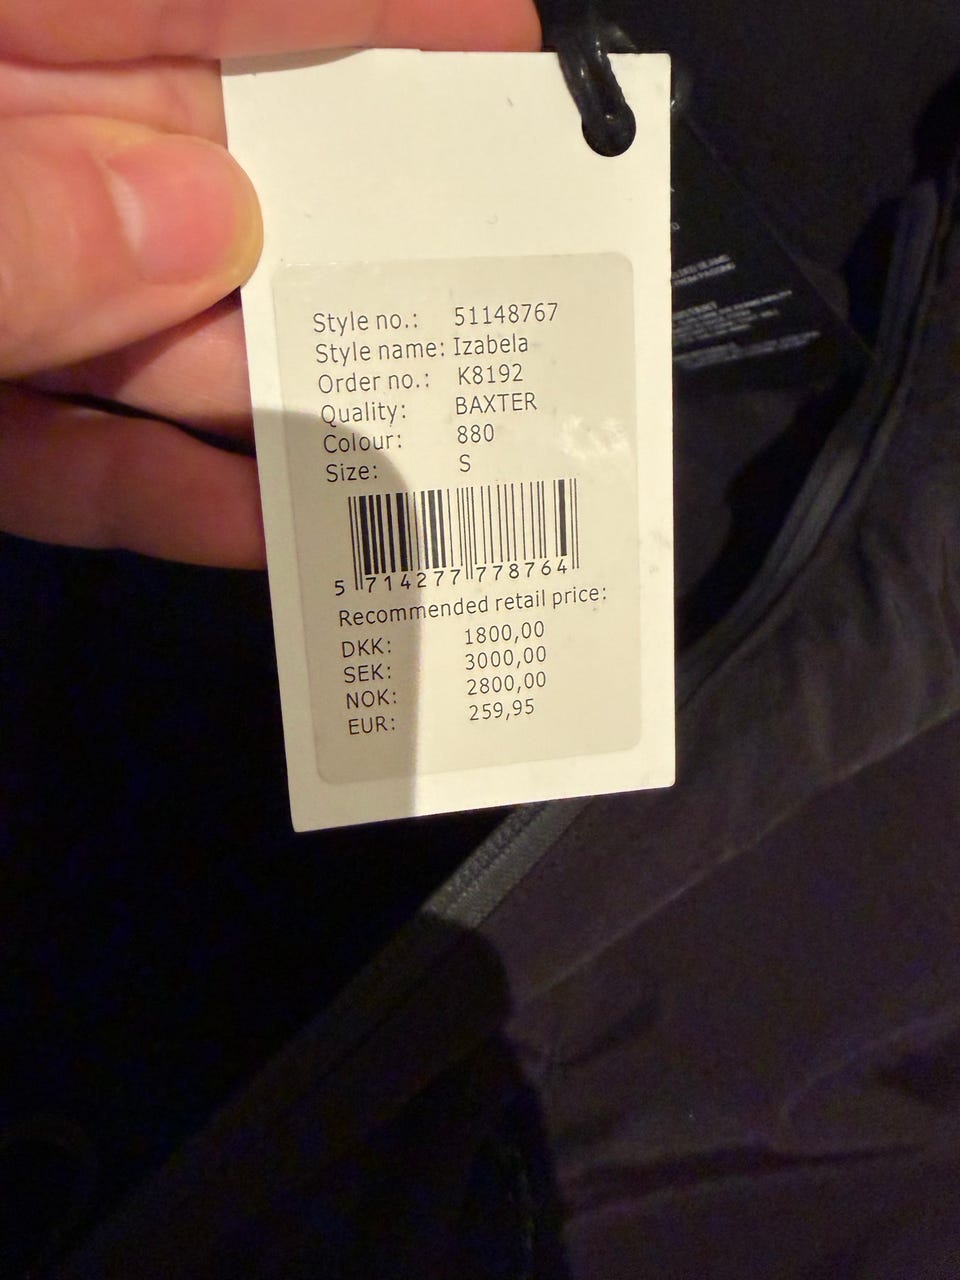 Style no.: 51148767
Style name: Izabela
Order no.: K8192
Quality: BAXTER
Colour: 880
Size: S
5 714277 778764
Recommended retail price:
DKK: 1800,00
SEK: 3000,00
NOK: 2800,00
EUR: 259,95